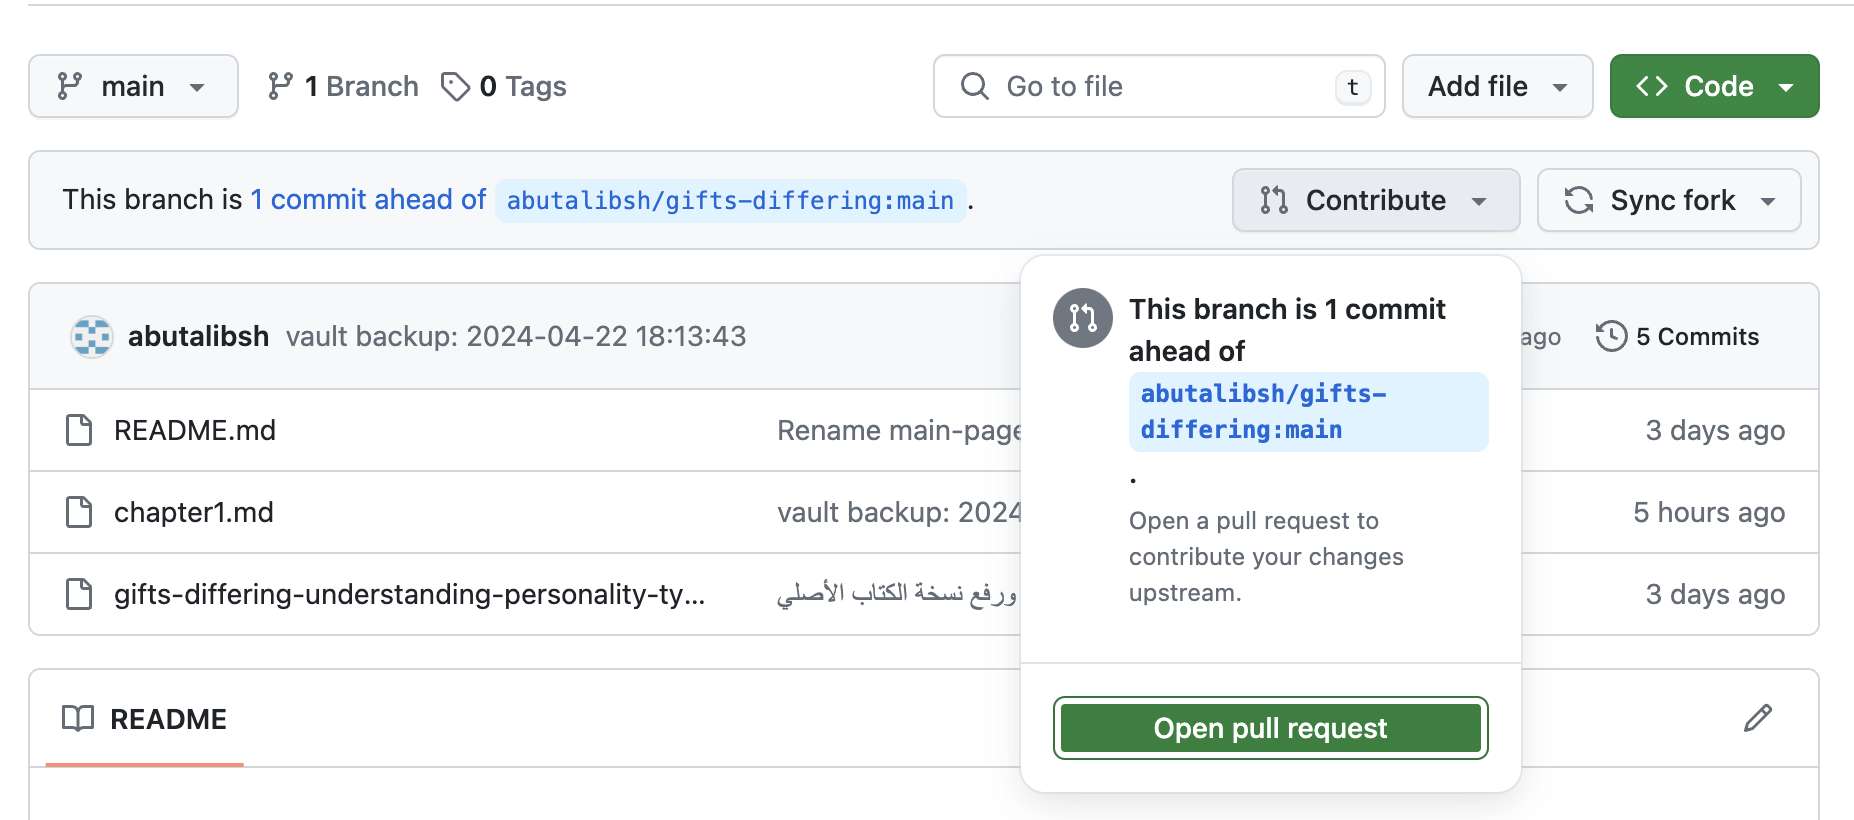 main
1 Branch
0 Tags
Go to file
t
Add file
Code
This branch is 1 commit ahead of abutalibsh/gifts-differing:main .
Contribute
Sync fork
abutalibsh vault backup: 2024-04-22 18:13:43
ago
5 Commits
README.md
Rename main-page
3 days ago
chapter1.md
vault backup: 2024
5 hours ago
gifts-differing-understanding-personality-ty...
ورفع نسخة الكتاب الأصلي
3 days ago
This branch is 1 commit
ahead of
abutalibsh/gifts-
differing:main
.
Open a pull request to
contribute your changes
upstream.
Open pull request
README